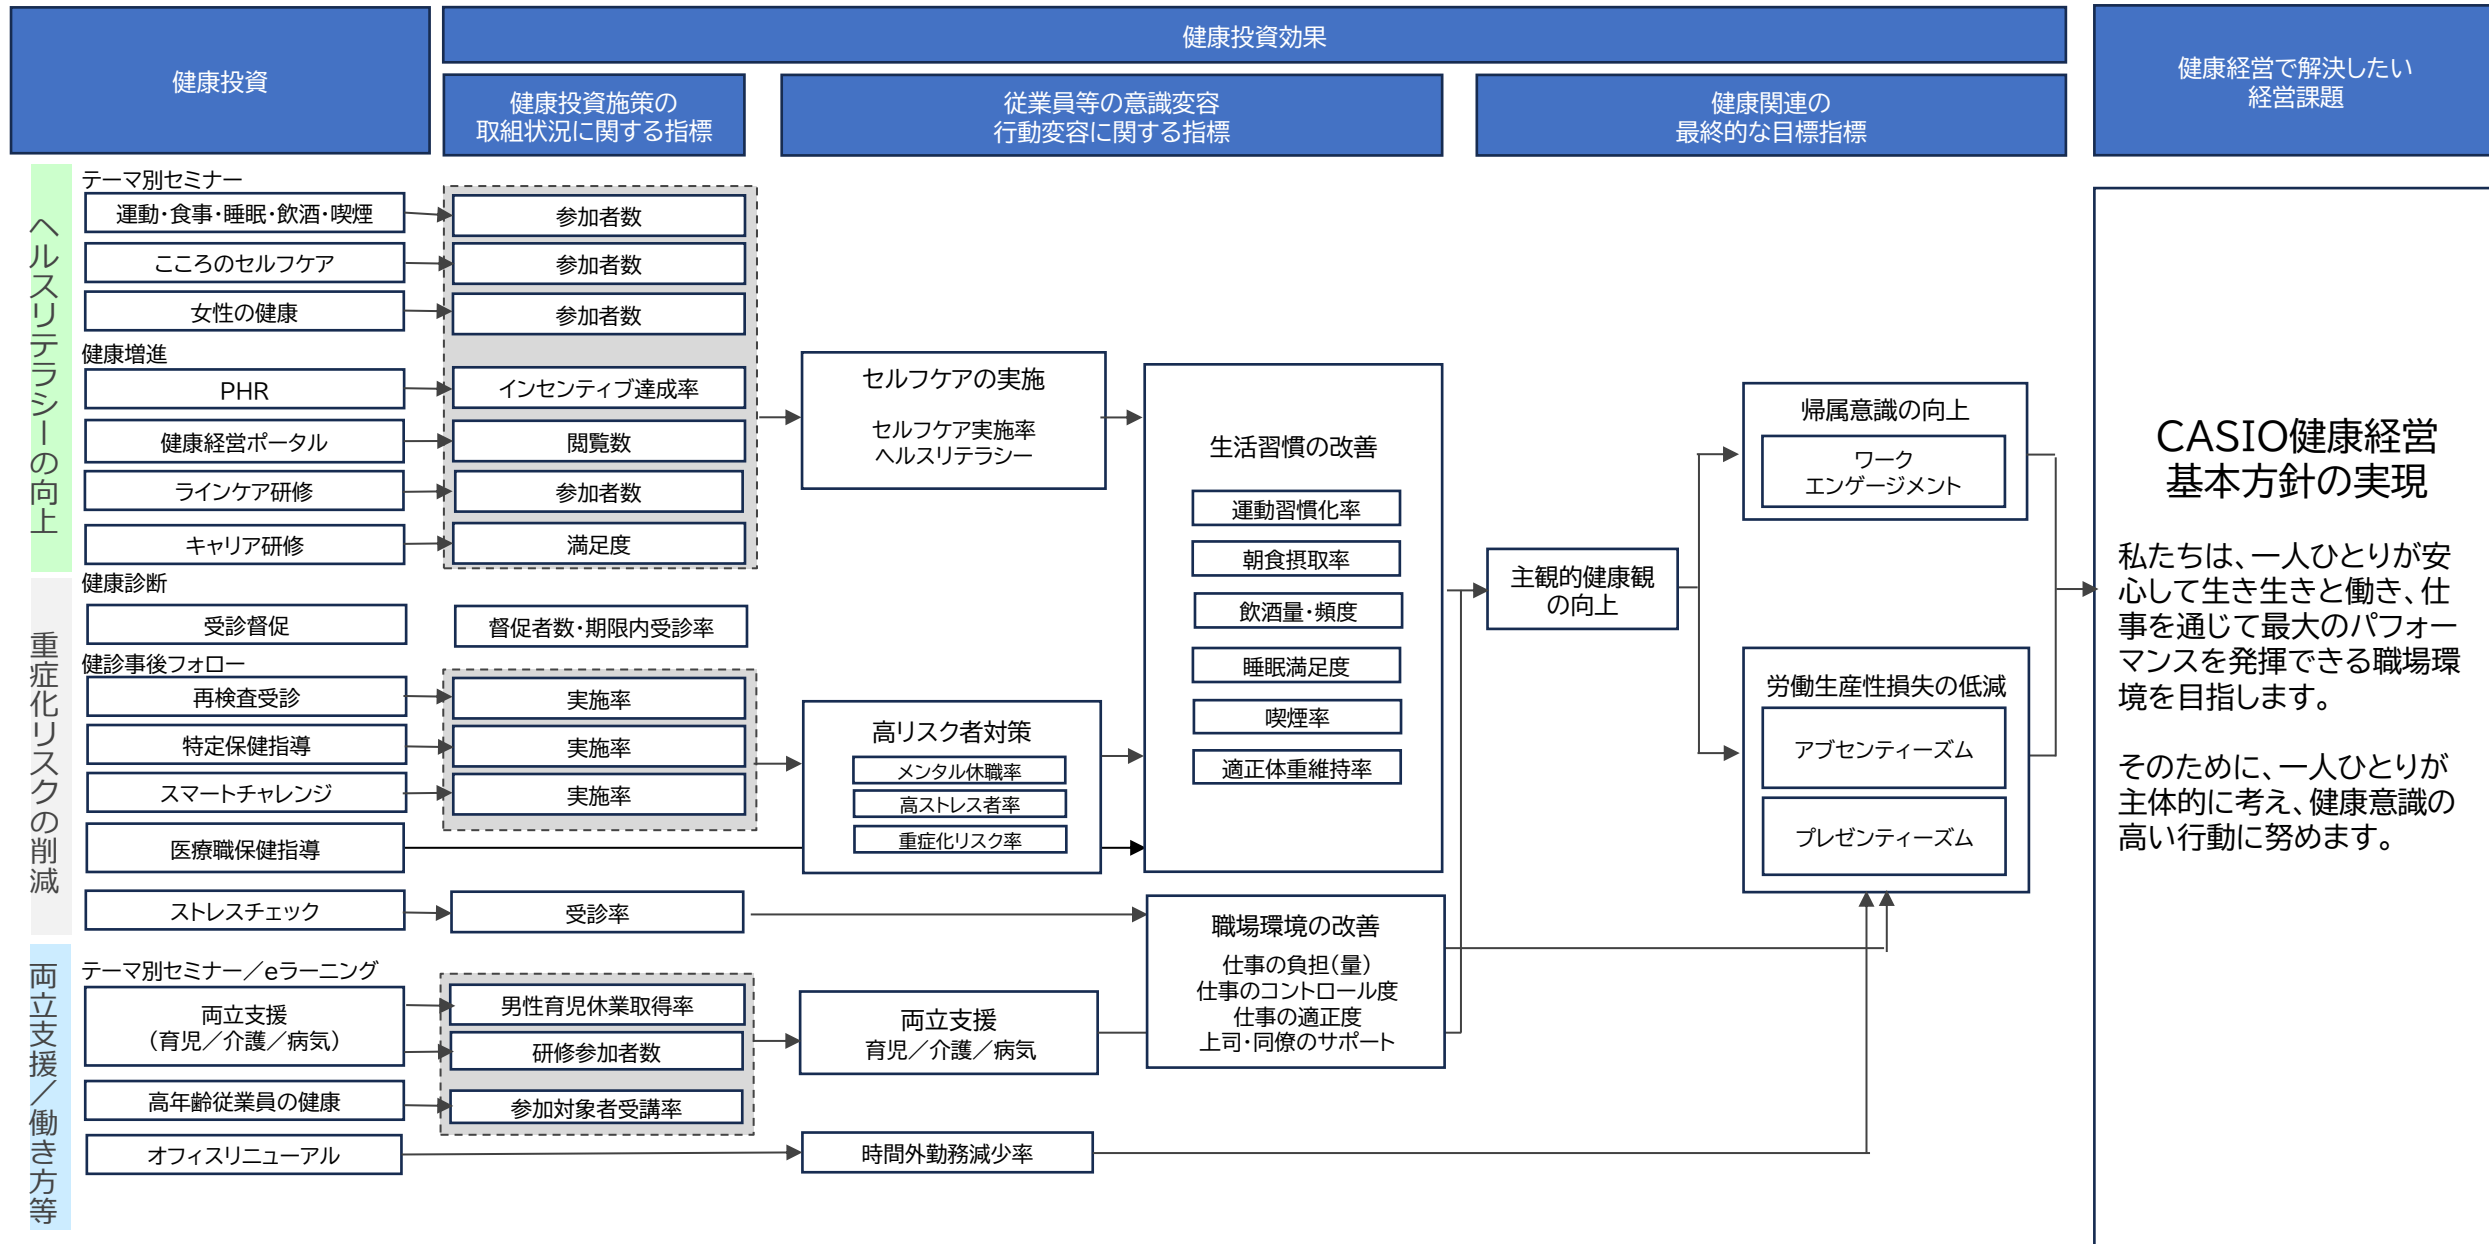 健康投資
健康投資効果
健康経営で解決したい
経営課題
健康投資施策の
取組状況に関する指標
従業員等の意識変容
行動変容に関する指標
健康関連の
最終的な目標指標
ヘルスリテラシーの向上
テーマ別セミナー
運動・食事・睡眠・飲酒・喫煙
参加者数
こころのセルフケア
参加者数
女性の健康
参加者数
健康増進
PHR
インセンティブ達成率
健康経営ポータル
閲覧数
ラインケア研修
参加者数
キャリア研修
満足度
セルフケアの実施
セルフケア実施率
ヘルスリテラシー
重症化リスクの削減
健康診断
受診督促
督促者数・期限内受診率
健診事後フォロー
再検査受診
実施率
特定保健指導
実施率
スマートチャレンジ
実施率
医療職保健指導
ストレスチェック
受診率
高リスク者対策
メンタル休職率
高ストレス者率
重症化リスク率
生活習慣の改善
運動習慣化率
朝食摂取率
飲酒量・頻度
睡眠満足度
喫煙率
適正体重維持率
両立支援／働き方等
テーマ別セミナー／eラーニング
両立支援
（育児／介護／病気）
男性育児休業取得率
研修参加者数
高年齢従業員の健康
参加対象者受講率
オフィスリニューアル
両立支援
育児／介護／病気
時間外勤務減少率
職場環境の改善
仕事の負担（量）
仕事のコントロール度
仕事の適正度
上司・同僚のサポート
主観的健康観
の向上
帰属意識の向上
ワーク
エンゲージメント
労働生産性損失の低減
アブセンティーズム
プレゼンティーズム
CASIO健康経営
基本方針の実現
私たちは、一人ひとりが安
心して生き生きと働き、仕
事を通じて最大のパフォー
マンスを発揮できる職場環
境を目指します。
そのために、一人ひとりが
主体的に考え、健康意識の
高い行動に努めます。